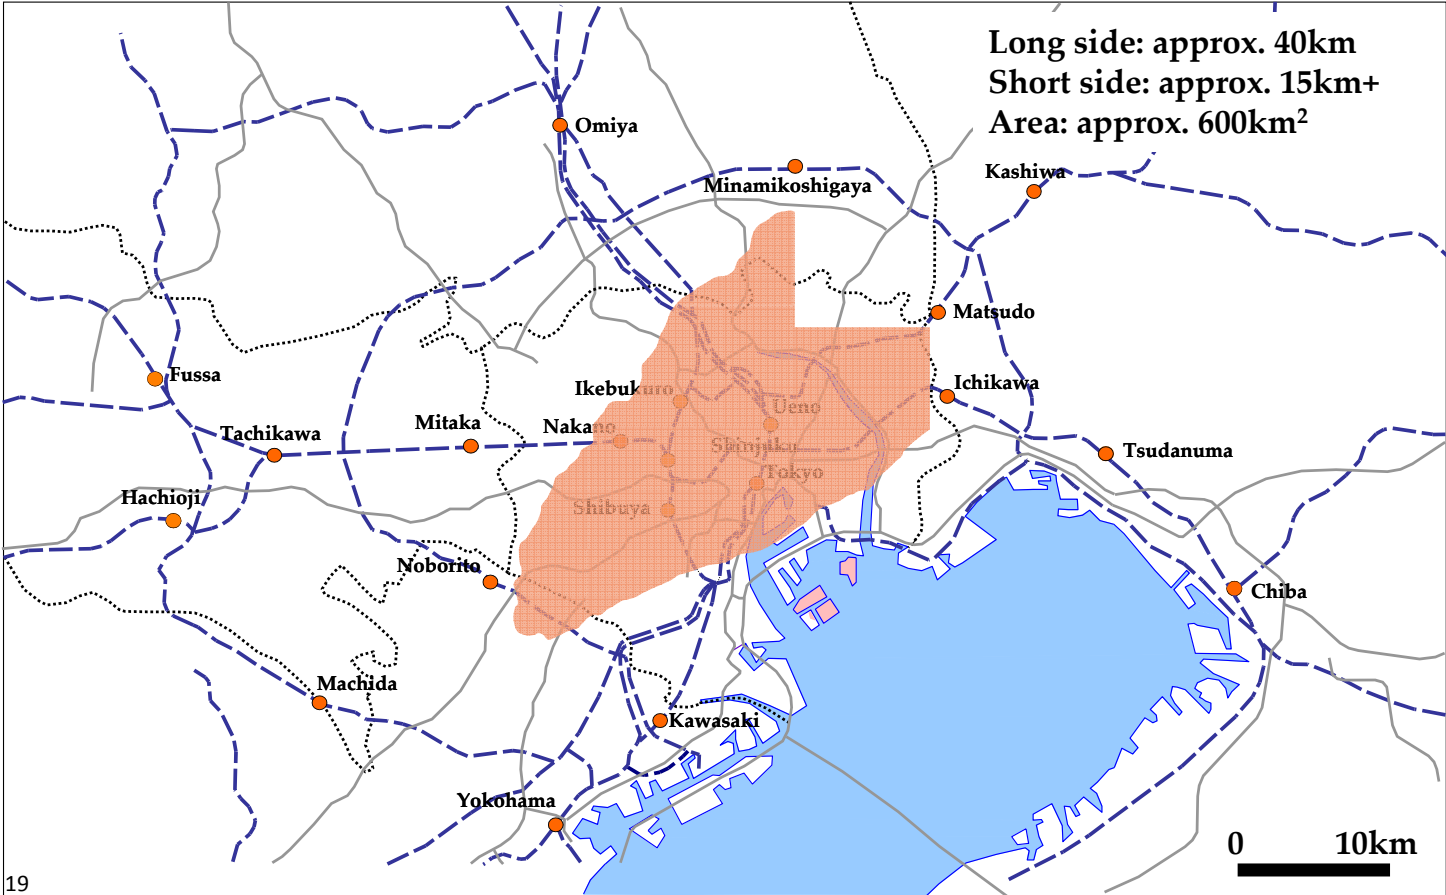 Long side: approx. 40km
Short side: approx. 15km+
Area: approx. 600km²
Omiya
Minamikoshigaya
Kashiwa
Matsudo
Fussa
Ikebukuro
Ichikawa
Ueno
Tachikawa
Mitaka
Nakano
Shinjuku
Tsudanuma
Tokyo
Hachioji
Shibuya
Noborito
Chiba
Machida
Kawasaki
Yokohama
0 10km
19